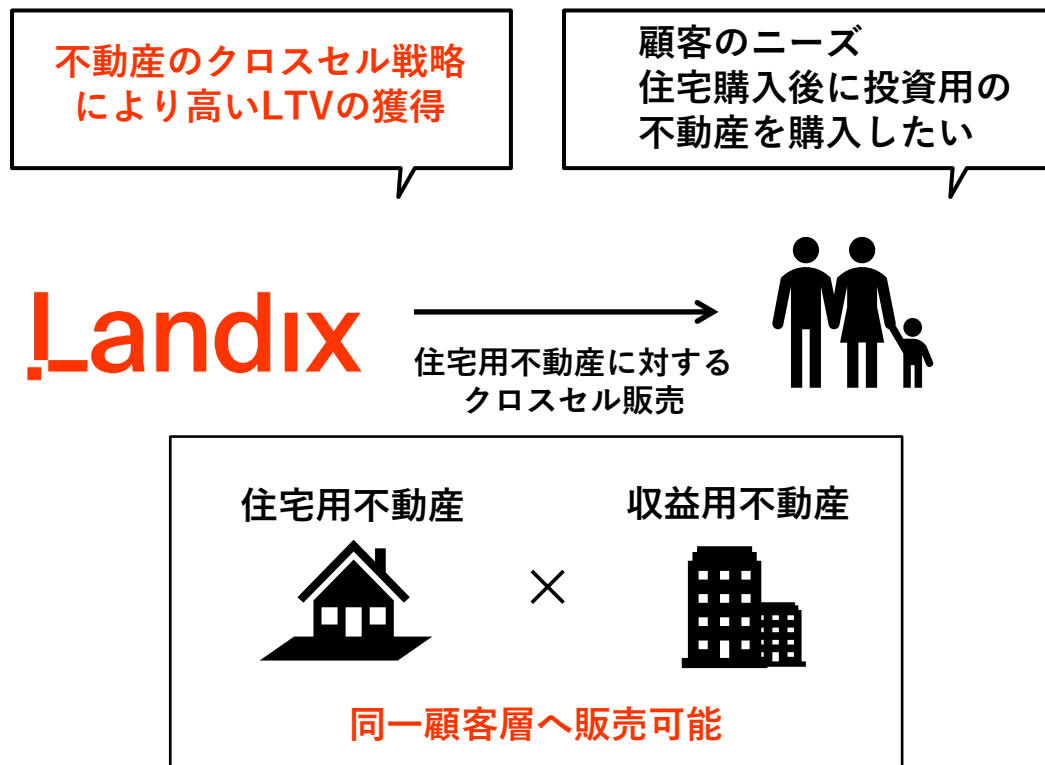 不動産のクロスセル戦略
により高いLTVの獲得
顧客のニーズ
住宅購入後に投資用の
不動産を購入したい
Landix
住宅用不動産に対する
クロスセル販売
住宅用不動産
収益用不動産
×
同一顧客層へ販売可能